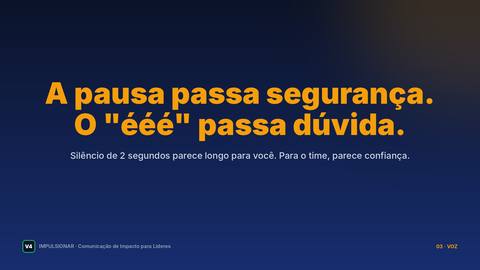 A pausa passa segurança.
O "ééé" passa dúvida.
Silêncio de 2 segundos parece longo para você. Para o time, parece confiança.
V4 IMPULSIONAR · Comunicação de Impacto para Líderes
03 · VOZ